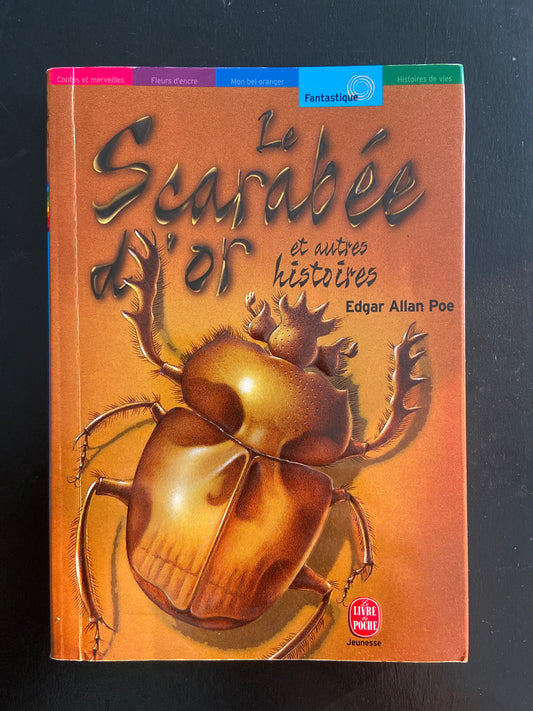 Contes et merveilles
Fleurs d'encre
Mon bel oranger
Fantastique
Histoires de vies
Le
Scarabée
d'or
et autres
histoires
Edgar Allan Poe
Le
LIVRE
de
POCHE
Jeunesse